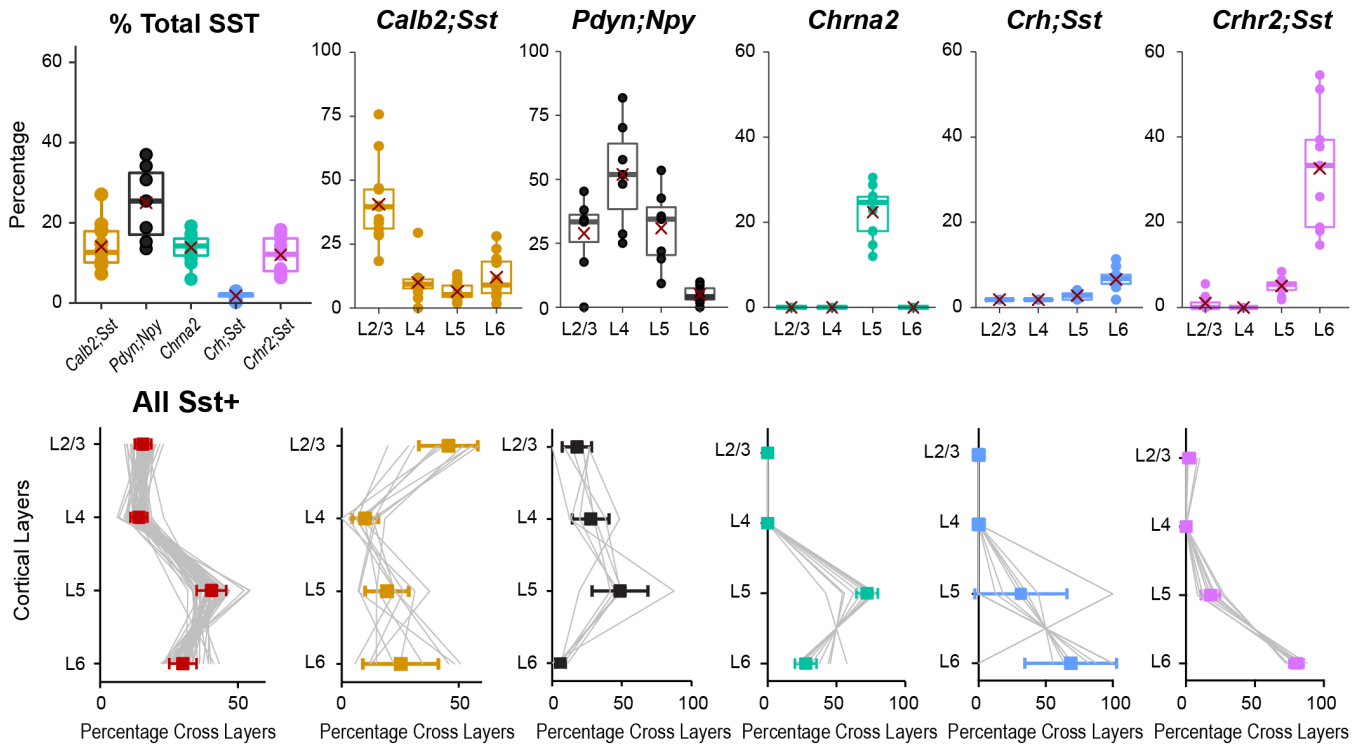 % Total SST
Calb2;Sst
Pdyn;Npy
Chrna2
Crh;Sst
Crhr2;Sst
Percentage
60
40
20
0
Calb2;Sst
Pdyn;Npy
Chrna2
Crh;Sst
Crhr2;Sst
100
75
50
25
0
L2/3 L4 L5 L6
100
75
50
25
0
L2/3 L4 L5 L6
60
40
20
0
L2/3 L4 L5 L6
60
40
20
0
L2/3 L4 L5 L6
60
40
20
0
L2/3 L4 L5 L6
All Sst+
Cortical Layers
L2/3
L4
L5
L6
0 50
Percentage Cross Layers
L2/3
L4
L5
L6
0 50
Percentage Cross Layers
L2/3
L4
L5
L6
0 50 100
Percentage Cross Layers
L2/3
L4
L5
L6
0 50 100
Percentage Cross Layers
L2/3
L4
L5
L6
0 50 100
Percentage Cross Layers
L2/3
L4
L5
L6
0 50 100
Percentage Cross Layers